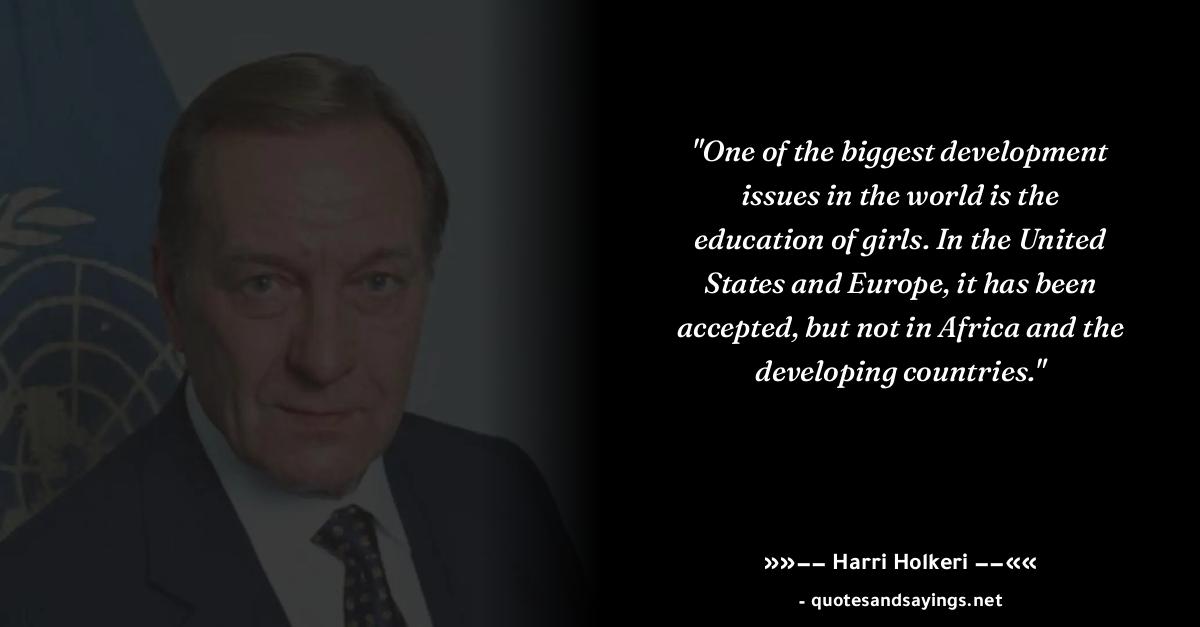 "One of the biggest development
issues in the world is the
education of girls. In the United
States and Europe, it has been
accepted, but not in Africa and the
developing countries."
»»−− Harri Holkeri −−««
- quotesandsayings.net